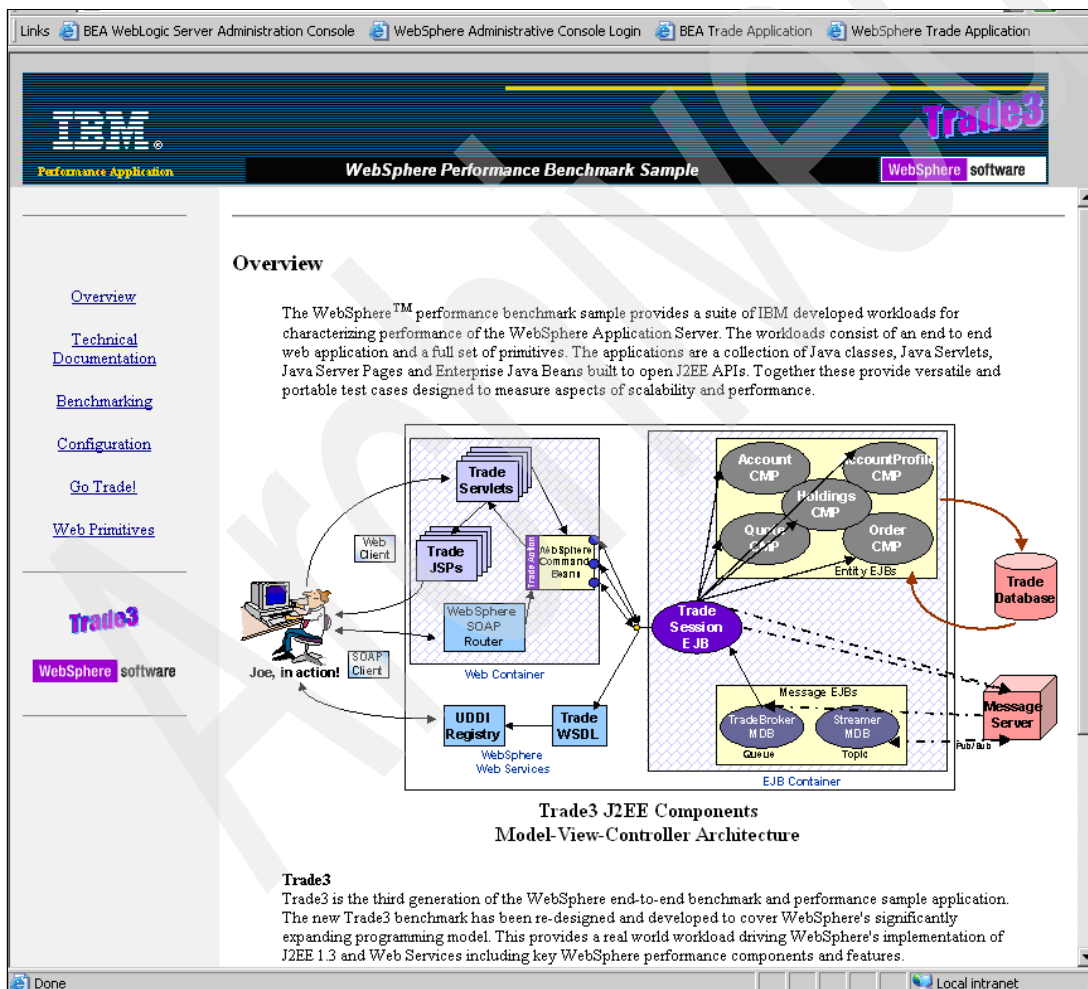 Links BEA WebLogic Server Administration Console WebSphere Administrative Console Login BEA Trade Application WebSphere Trade Application
IBM®
Performance Application
WebSphere Performance Benchmark Sample
Trade3
WebSphere software
Overview
Technical
Documentation
Benchmarking
Configuration
Go Trade!
Web Primitives
Trade3
WebSphere software
Overview
The WebSphere™ performance benchmark sample provides a suite of IBM developed workloads for
characterizing performance of the WebSphere Application Server. The workloads consist of an end to end
web application and a full set of primitives. The applications are a collection of Java classes, Java Servlets,
Java Server Pages and Enterprise Java Beans built to open J2EE APIs. Together these provide versatile and
portable test cases designed to measure aspects of scalability and performance.
Trade
Servlets
Web
Client
Trade
JSPs
Trade Action
WebSphere
Command
Beans
WebSphere
SOAP
Router
Joe, in action!
SOAP
Client
Web Container
UDDI
Registry
Trade
WSDL
WebSphere
Web Services
Account
CMP
AccountProfile
CMP
Holdings
CMP
Quote
CMP
Order
CMP
Entity EJBs
Trade
Session
EJB
Trade
Database
Message EJBs
TradeBroker
MDB
Streamer
MDB
Queue
Topic
Message
Server
Pub/Sub
EJB Container
Trade3 J2EE Components
Model-View-Controller Architecture
Trade3
Trade3 is the third generation of the WebSphere end-to-end benchmark and performance sample application.
The new Trade3 benchmark has been re-designed and developed to cover WebSphere's significantly
expanding programming model. This provides a real world workload driving WebSphere's implementation of
J2EE 1.3 and Web Services including key WebSphere performance components and features.
Done
Local intranet
Archived